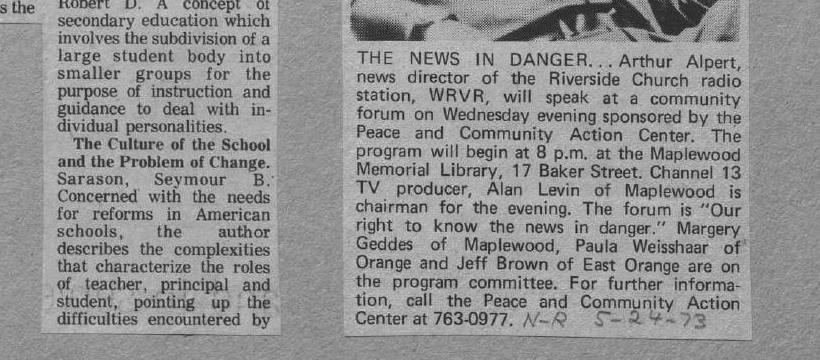 s the
Robert D. A concept of
secondary education which
involves the subdivision of a
large student body into
smaller groups for the
purpose of instruction and
guidance to deal with in-
dividual personalities.
The Culture of the School
and the Problem of Change.
Sarason, Seymour B.
Concerned with the needs
for reforms in American
schools, the author
describes the complexities
that characterize the roles
of teacher, principal and
student, pointing up the
difficulties encountered by
THE NEWS IN DANGER... Arthur Alpert,
news director of the Riverside Church radio
station, WRVR, will speak at a community
forum on Wednesday evening sponsored by the
Peace and Community Action Center. The
program will begin at 8 p.m. at the Maplewood
Memorial Library, 17 Baker Street. Channel 13
TV producer, Alan Levin of Maplewood is
chairman for the evening. The forum is "Our
right to know the news in danger." Margery
Geddes of Maplewood, Paula Weisshaar of
Orange and Jeff Brown of East Orange are on
the program committee. For further informa-
tion, call the Peace and Community Action
Center at 763-0977. N-R 5-24-73